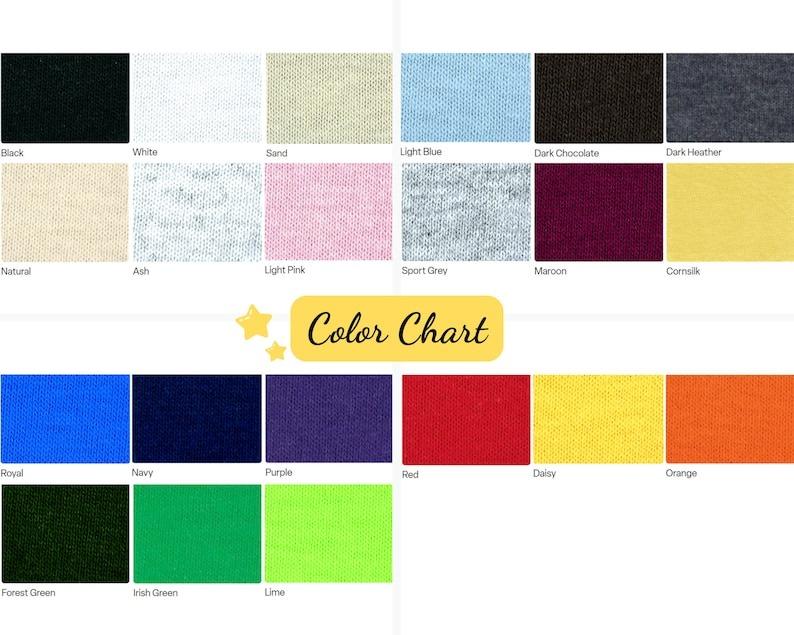 Black
White
Sand
Light Blue
Dark Chocolate
Dark Heather
Natural
Ash
Light Pink
Sport Grey
Maroon
Cornsilk
Color Chart
Royal
Navy
Purple
Red
Daisy
Orange
Forest Green
Irish Green
Lime